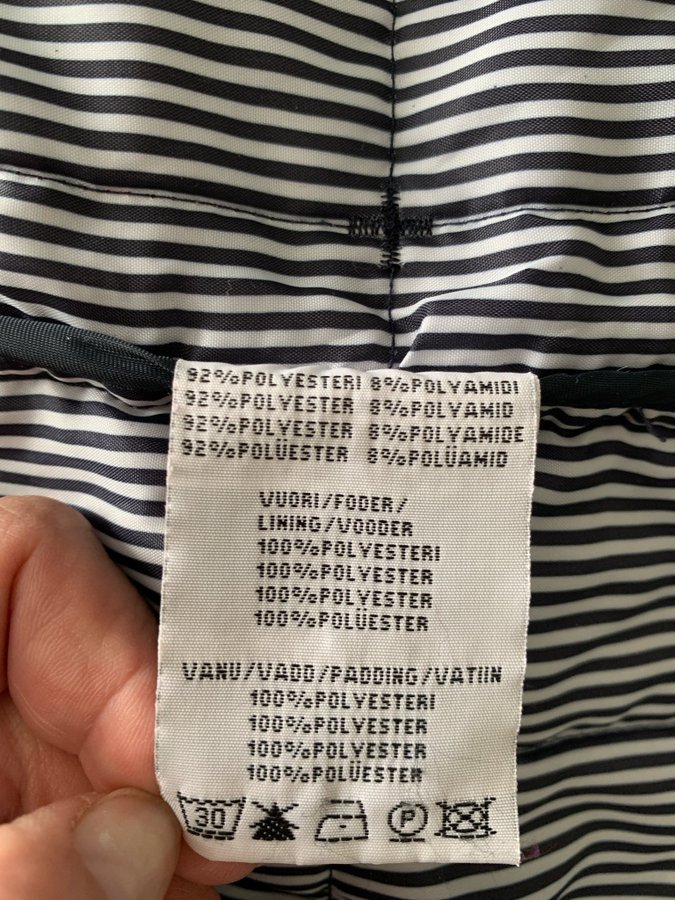 92%POLYESTERI 8%POLYAMIDI
92%POLYESTER 8%POLYAMID
92%POLYESTER 8%POLYAMIDE
92%POLÜESTER 8%POLÜAMID
VUORI/FODER/
LINING/VOODER
100%POLYESTERI
100%POLYESTER
100%POLYESTER
100%POLÜESTER
VANU/VADD/PADDING/VATIIN
100%POLYESTERI
100%POLYESTER
100%POLYESTER
100%POLÜESTER
30 P